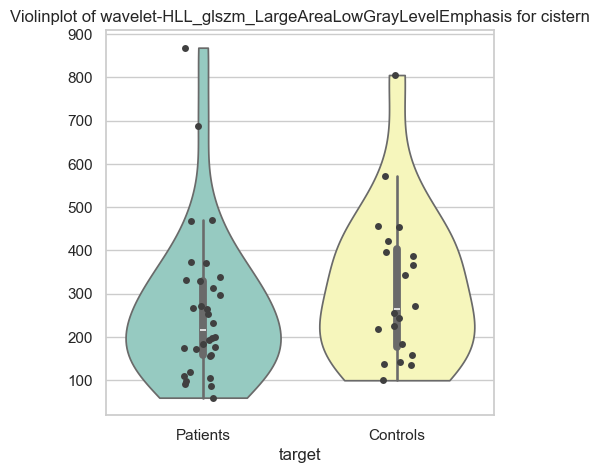 Violinplot of wavelet-HLL_glszm_LargeAreaLowGrayLevelEmphasis for cistern
900
800
700
600
500
400
300
200
100
Patients
Controls
target